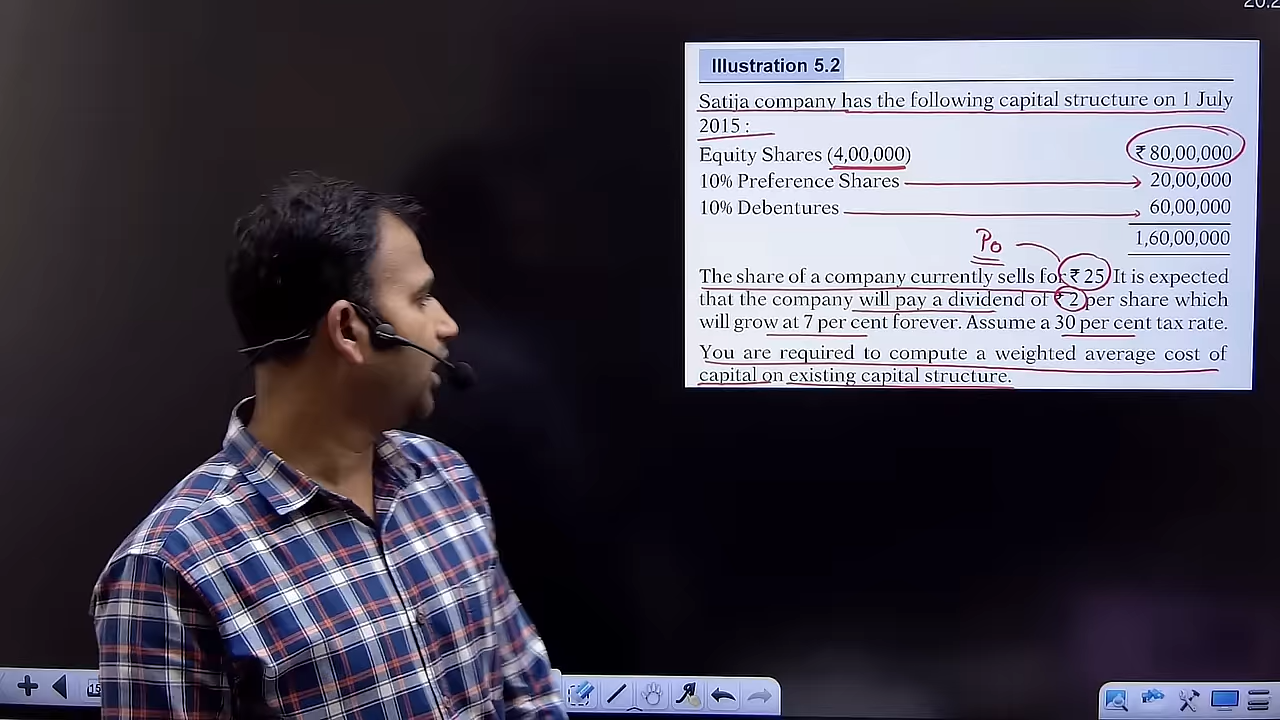 20:2
Illustration 5.2
Satija company has the following capital structure on 1 July
2015 :
Equity Shares (4,00,000) ₹ 80,00,000
10% Preference Shares 20,00,000
10% Debentures 60,00,000
1,60,00,000
P0
The share of a company currently sells for ₹ 25 It is expected
that the company will pay a dividend of ₹ 2 per share which
will grow at 7 per cent forever. Assume a 30 per cent tax rate.
You are required to compute a weighted average cost of
capital on existing capital structure.